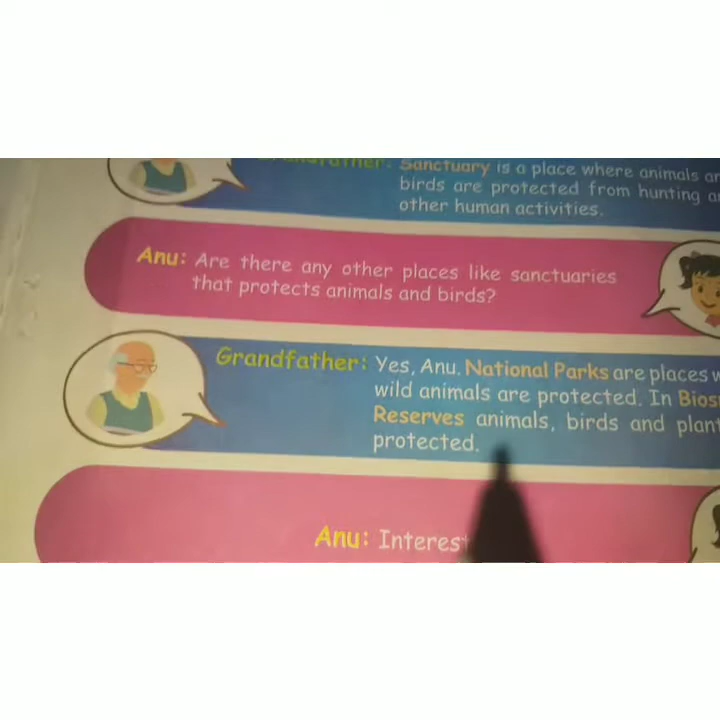 Grandfather: Sanctuary is a place where animals
birds are protected from hunting
other human activities.
Anu: Are there any other places like sanctuaries
that protects animals and birds?
Grandfather: Yes, Anu. National Parks are places
wild animals are protected. In
Reserves animals, birds and
protected.
Anu: